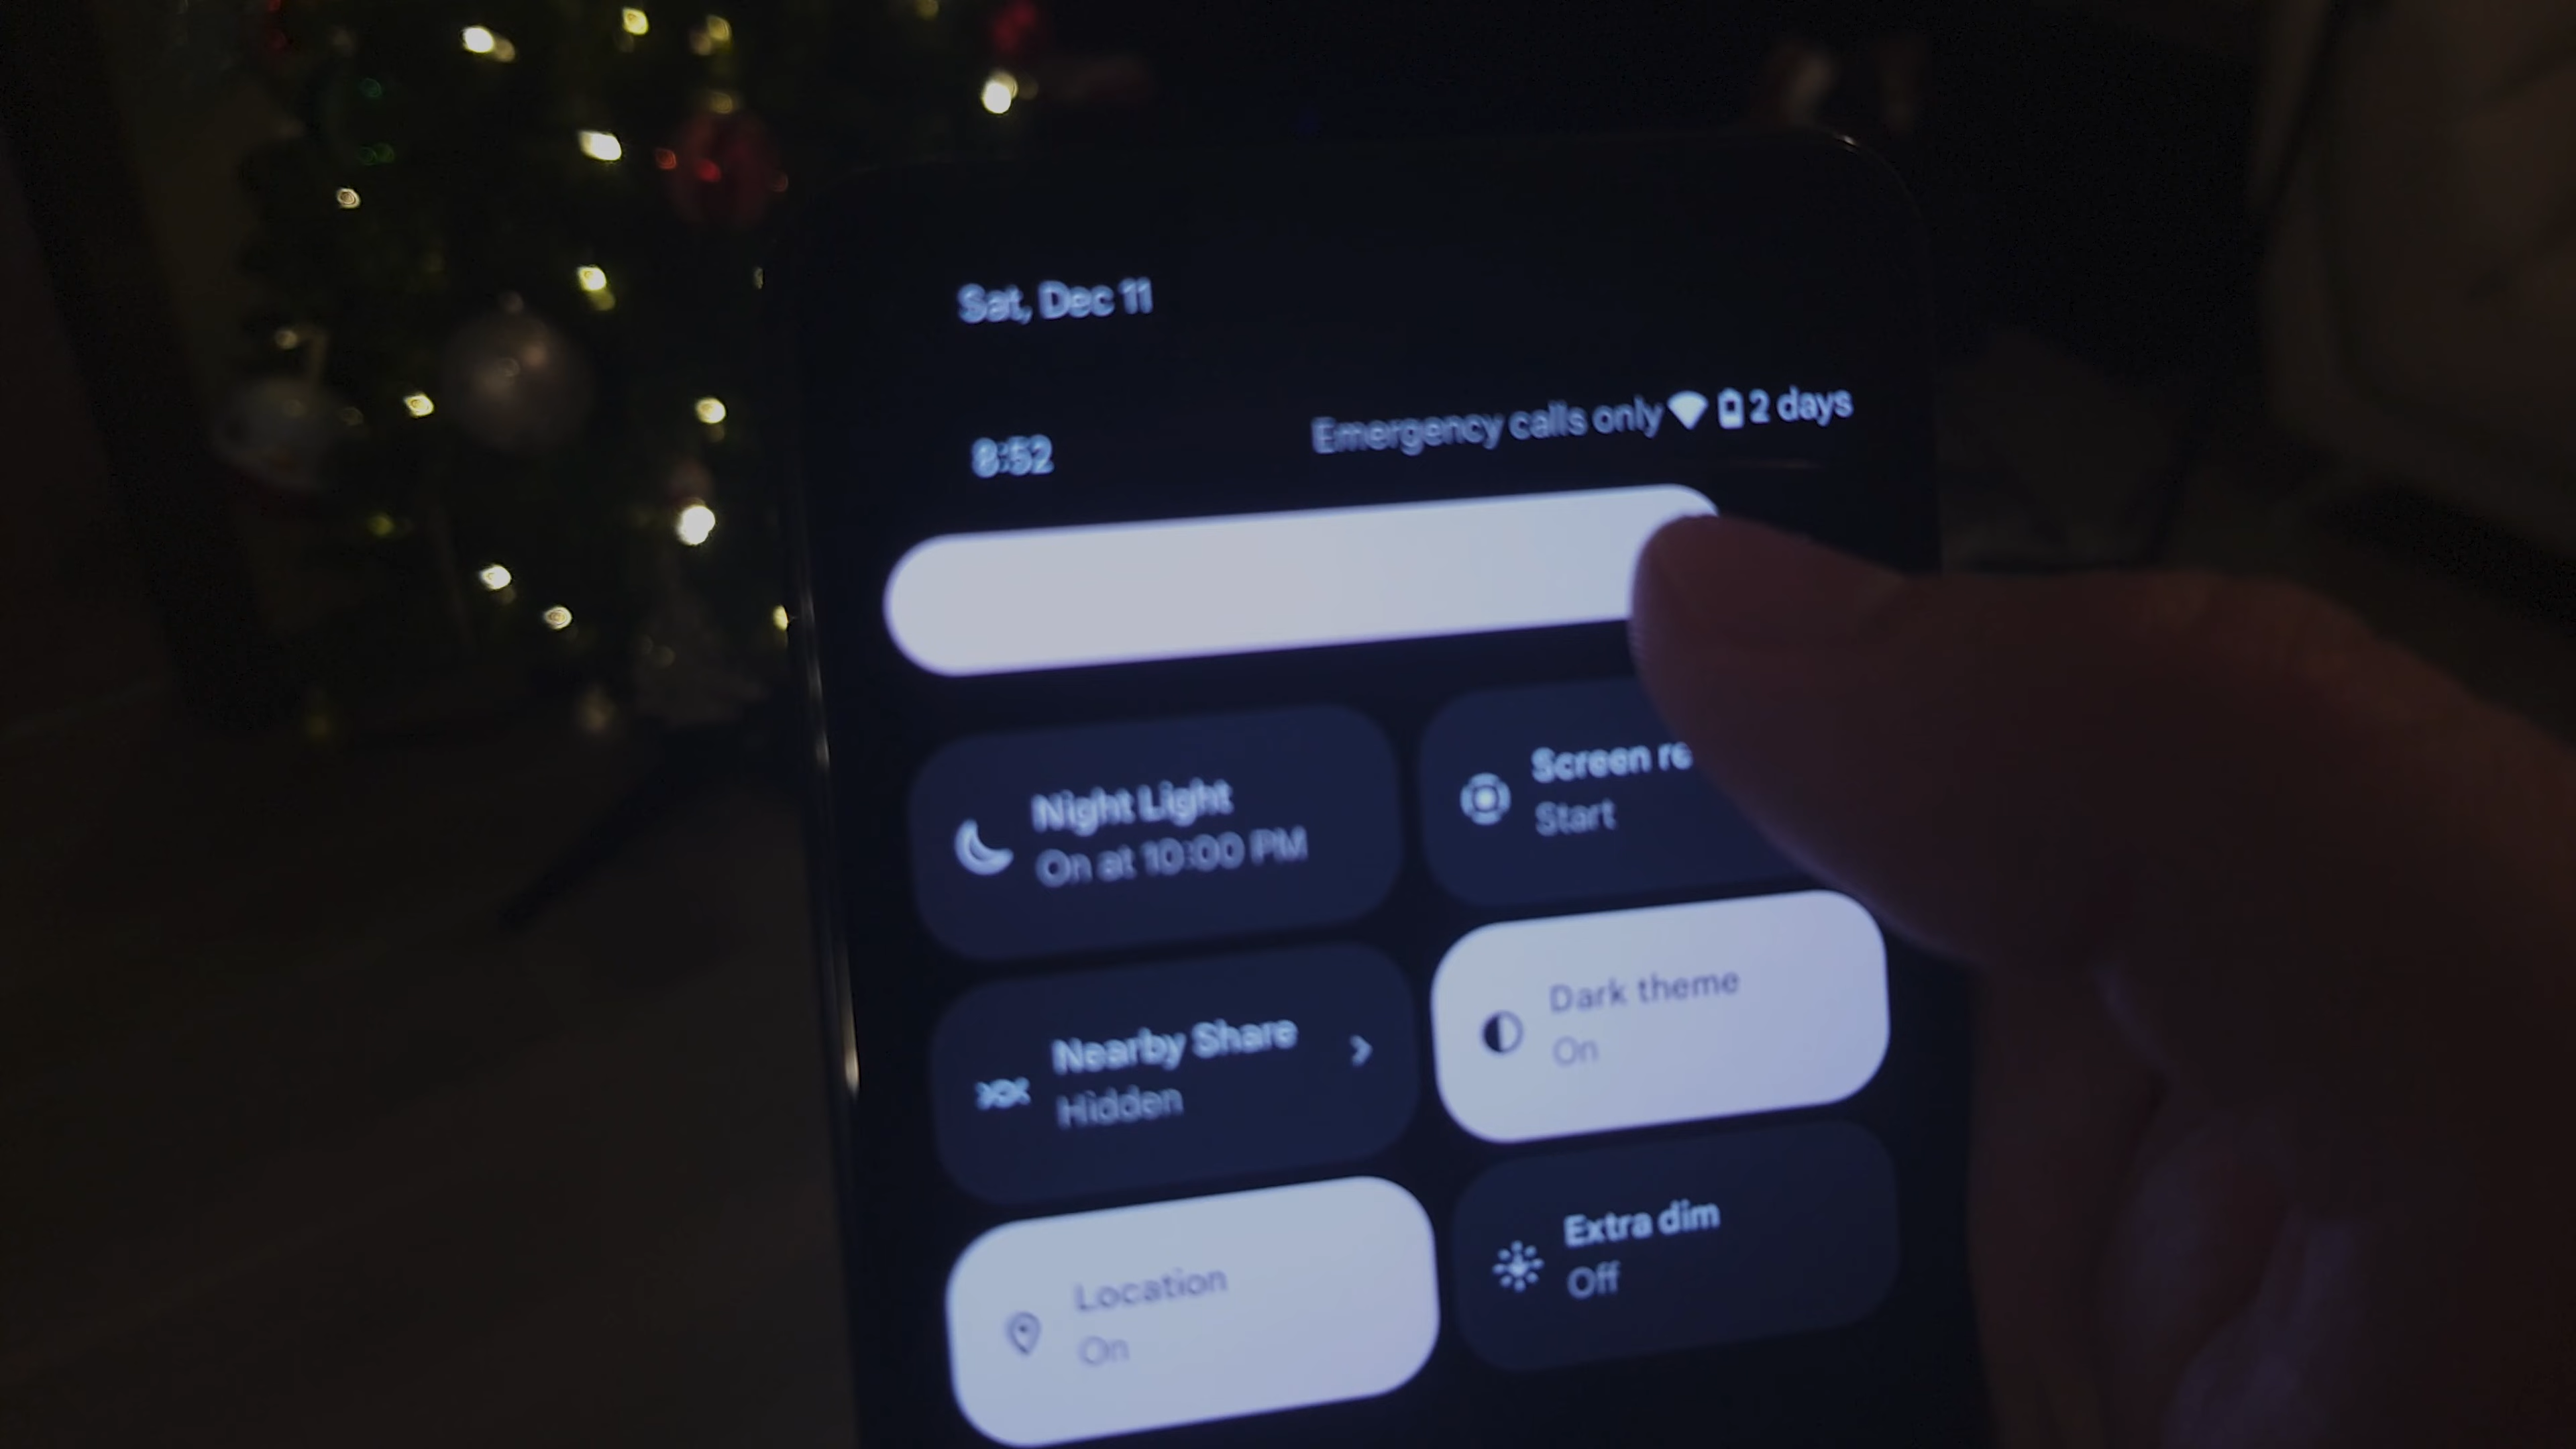 Sat, Dec 11
8:52
Emergency calls only 2 days
Night Light
On at 10:00 PM
Screen re
Start
Nearby Share
Hidden
Dark theme
On
Location
On
Extra dim
Off